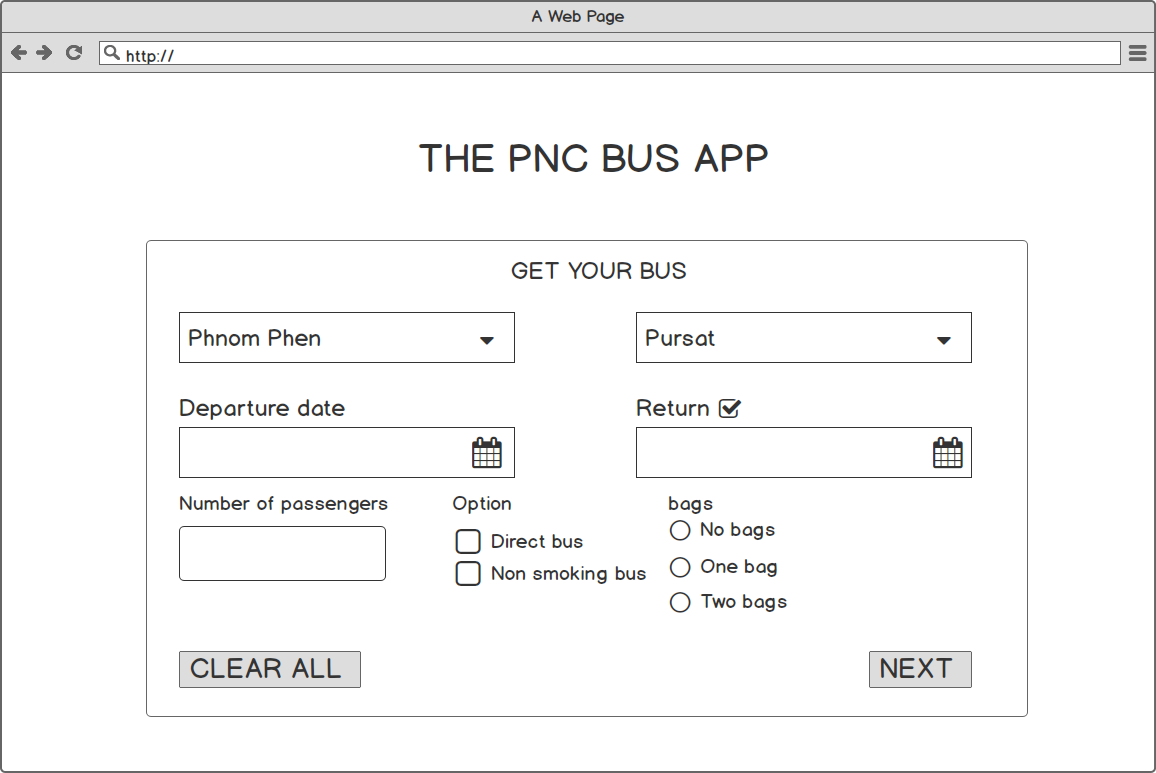 A Web Page
http://
THE PNC BUS APP
GET YOUR BUS
Phnom Phen
Pursat
Departure date
Return
Number of passengers
Option
bags
Direct bus
Non smoking bus
No bags
One bag
Two bags
CLEAR ALL
NEXT